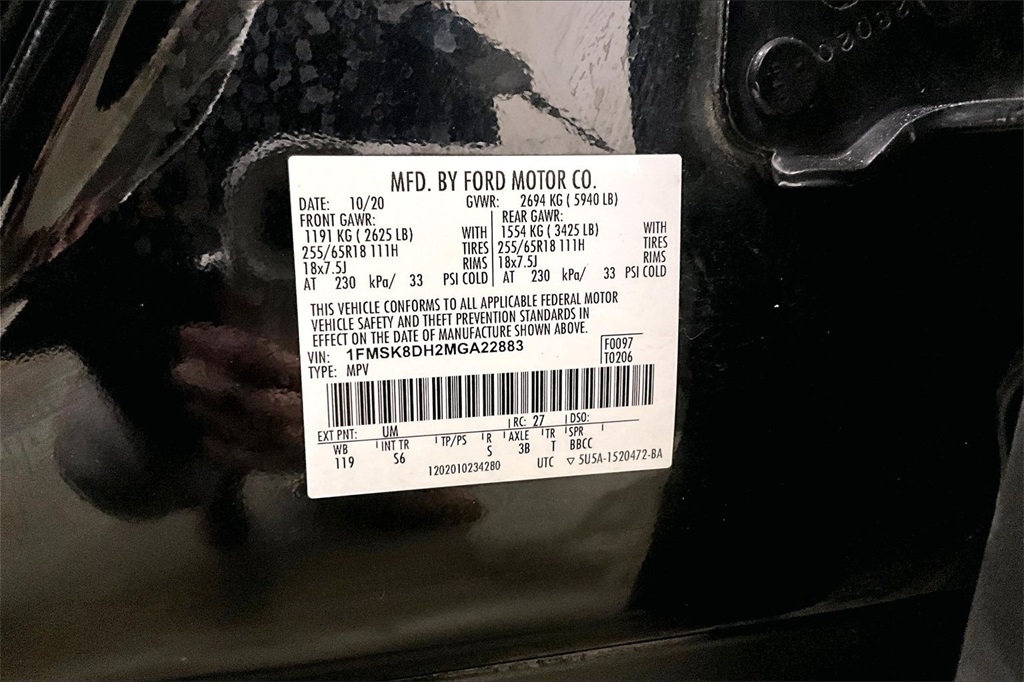 MFD. BY FORD MOTOR CO.
DATE: 10/20 GVWR: 2694 KG ( 5940 LB)
FRONT GAWR: REAR GAWR:
1191 KG ( 2625 LB) WITH 1554 KG ( 3425 LB) WITH
255/65R18 111H TIRES 255/65R18 111H TIRES
18x7.5J RIMS 18x7.5J RIMS
AT 230 kPa/ 33 PSI COLD AT 230 kPa/ 33 PSI COLD
THIS VEHICLE CONFORMS TO ALL APPLICABLE FEDERAL MOTOR
VEHICLE SAFETY AND THEFT PREVENTION STANDARDS IN
EFFECT ON THE DATE OF MANUFACTURE SHOWN ABOVE.
VIN: 1FMSK8DH2MGA22883 F0097
TYPE: MPV T0206
EXT PNT: UM RC: 27 DSO:
WB INT TR TP/PS R AXLE TR SPR
119 S6 S 3B T BBCC
1202010234280 UTC ▽ 5U5A-1520472-BA